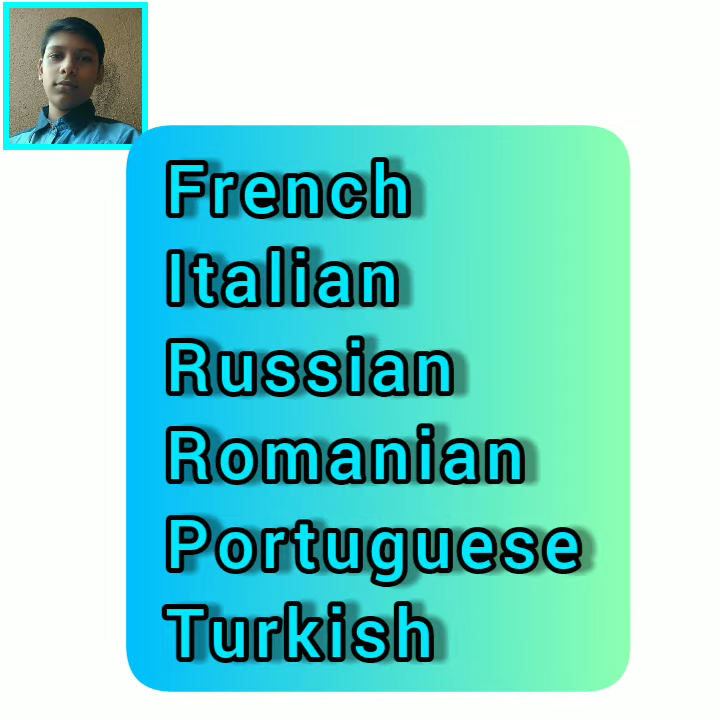 French
Italian
Russian
Romanian
Portuguese
Turkish